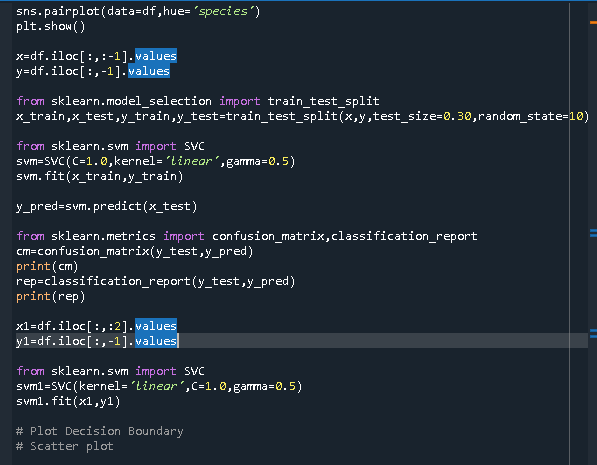 sns.pairplot(data=df,hue='species')
plt.show()
x=df.iloc[:,:-1].values
y=df.iloc[:,-1].values
from sklearn.model_selection import train_test_split
x_train,x_test,y_train,y_test=train_test_split(x,y,test_size=0.30,random_state=10)
from sklearn.svm import SVC
svm=SVC(C=1.0,kernel='linear',gamma=0.5)
svm.fit(x_train,y_train)
y_pred=svm.predict(x_test)
from sklearn.metrics import confusion_matrix,classification_report
cm=confusion_matrix(y_test,y_pred)
print(cm)
rep=classification_report(y_test,y_pred)
print(rep)
x1=df.iloc[:,:2].values
y1=df.iloc[:,-1].values
from sklearn.svm import SVC
svm1=SVC(kernel='linear',C=1.0,gamma=0.5)
svm1.fit(x1,y1)
# Plot Decision Boundary
# Scatter plot